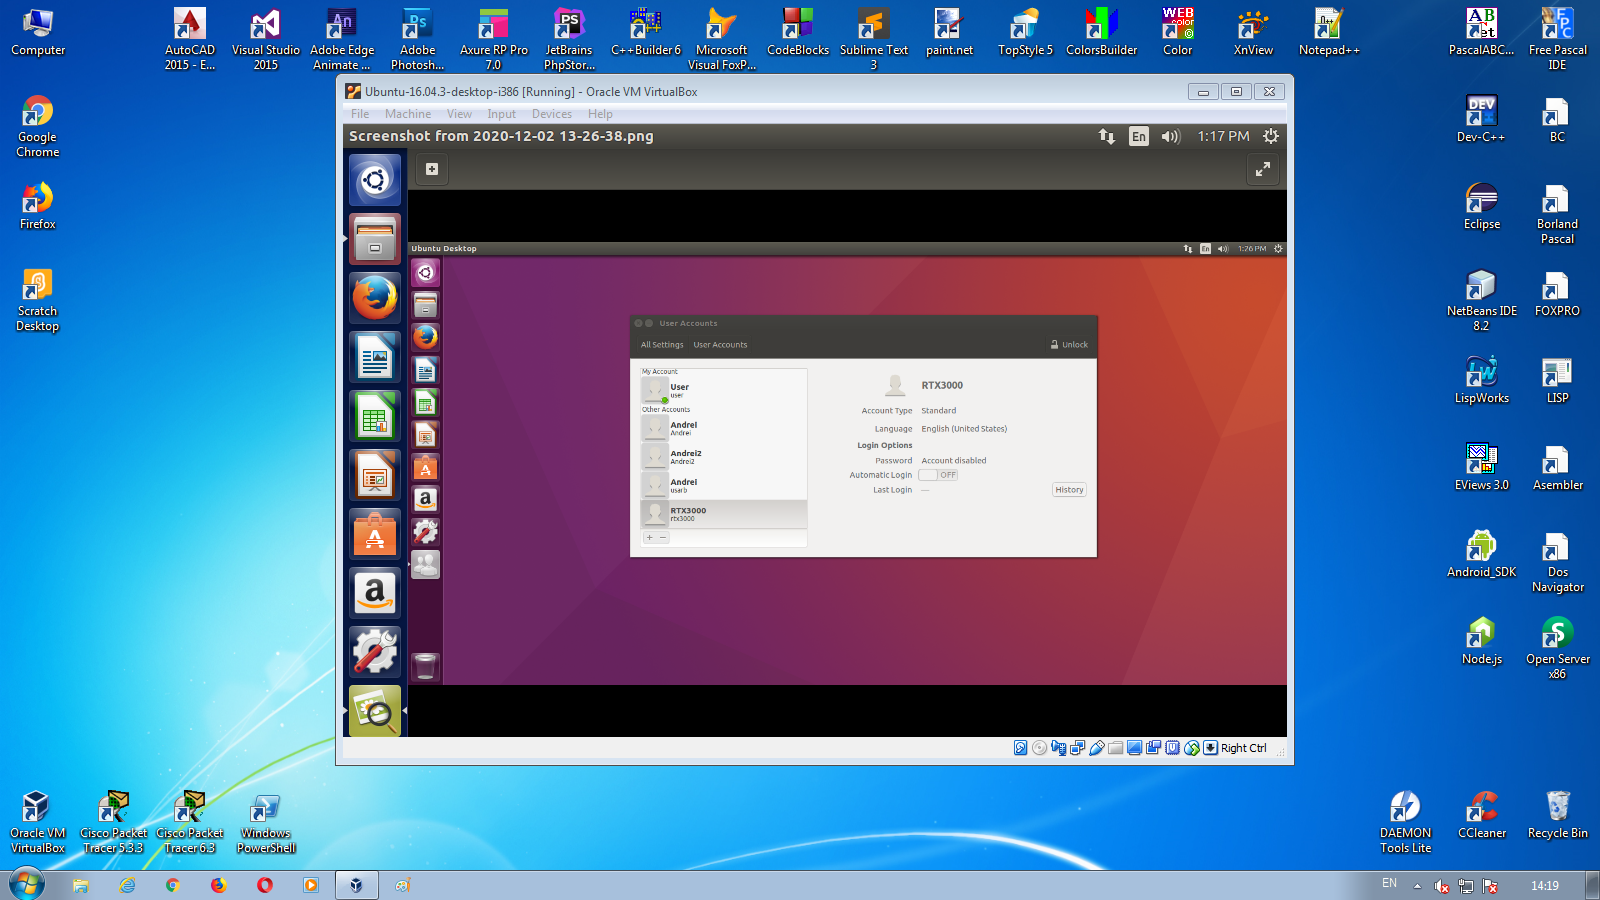 Computer
AutoCAD
2015 - E...
Visual Studio
2015
Adobe Edge
Animate ...
Adobe
Photosh...
Axure RP Pro
7.0
JetBrains
PhpStor...
C++Builder 6
Microsoft
Visual FoxP...
CodeBlocks
Sublime Text
3
paint.net
TopStyle 5
ColorsBuilder
Color
XnView
Notepad++
PascalABC...
Free Pascal
IDE
Google
Chrome
Firefox
Scratch
Desktop
Ubuntu-16.04.3-desktop-i386 [Running] - Oracle VM VirtualBox
File Machine View Input Devices Help
Screenshot from 2020-12-02 13-26-38.png
En
1:17 PM
Ubuntu Desktop
En
1:26 PM
User Accounts
All Settings User Accounts
Unlock
My Account
User
user
Other Accounts
Andrei
Andrei
Andrei2
Andrei2
Andrei
usarb
RTX3000
rtx3000
+ −
RTX3000
Account Type Standard
Language English (United States)
Login Options
Password Account disabled
Automatic Login OFF
Last Login —
History
Right Ctrl
Dev-C++
BC
Eclipse
Borland
Pascal
NetBeans IDE
8.2
FOXPRO
LispWorks
LISP
EViews 3.0
Asembler
Android_SDK
Dos
Navigator
Node.js
Open Server
x86
Oracle VM
VirtualBox
Cisco Packet
Tracer 5.3.3
Cisco Packet
Tracer 6.3
Windows
PowerShell
DAEMON
Tools Lite
CCleaner
Recycle Bin
EN
14:19